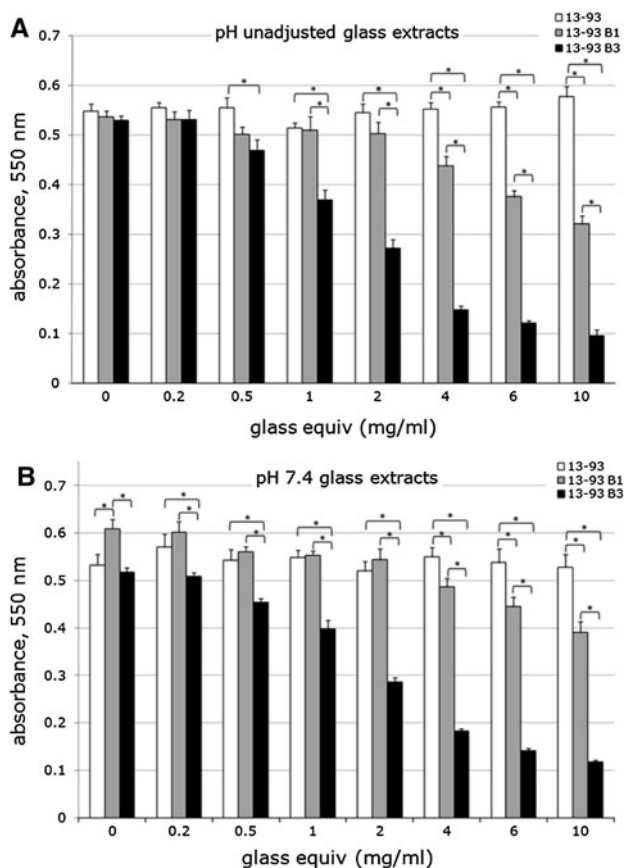 A
pH unadjusted glass extracts
13-93
13-93 B1
13-93 B3
absorbance, 550 nm
0.7
0.6
0.5
0.4
0.3
0.2
0.1
0
* * * * * * * * * * * * * * *
0 0.2 0.5 1 2 4 6 10
glass equiv (mg/ml)
B
pH 7.4 glass extracts
13-93
13-93 B1
13-93 B3
absorbance, 550 nm
0.7
0.6
0.5
0.4
0.3
0.2
0.1
0
* * * * * * * * * * * * * * * * * * *
0 0.2 0.5 1 2 4 6 10
glass equiv (mg/ml)